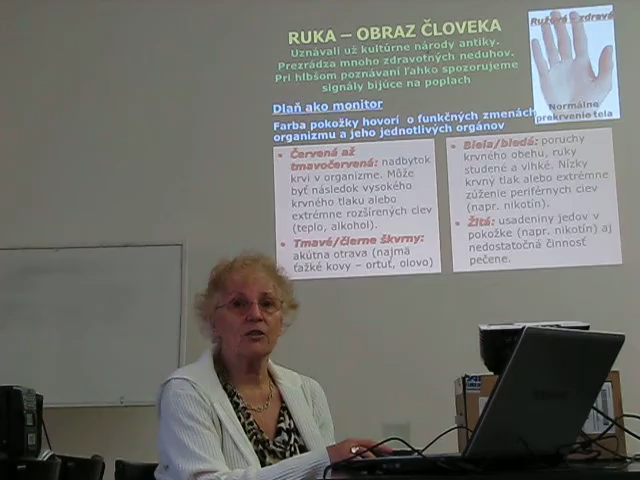 RUKA – OBRAZ ČLOVEKA
Uznávali už kultúrne národy antiky.
Prezrádza mnoho zdravotných neduhov.
Pri hlbšom poznávaní ľahko spozorujeme
signály bijúce na poplach
Ružová - zdravá
Normálne
prekrvenie tela
Dlaň ako monitor
Farba pokožky hovorí o funkčných zmenách
organizmu a jeho jednotlivých orgánov
• Červená až
tmavočervená: nadbytok
krvi v organizme. Môže
byť následok vysokého
krvného tlaku alebo
extrémne rozšírených ciev
(teplo, alkohol).
• Tmavé/čierne škvrny:
akútna otrava (najmä
ťažké kovy – ortuť, olovo)
• Biela/bledá: poruchy
krvného obehu, ruky
studené a vlhké. Nízky
krvný tlak alebo extrémne
zúženie periférnych ciev
(napr. nikotín).
• Žltá: usadeniny jedov v
pokožke (napr. nikotín) aj
nedostatočná činnosť
pečene.